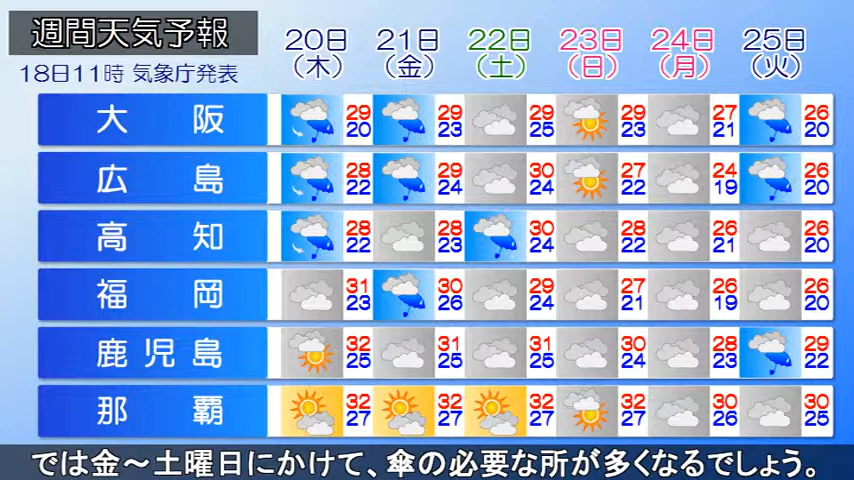 週間天気予報
18日11時 気象庁発表
20日 21日 22日 23日 24日 25日
(木) (金) (土) (日) (月) (火)
大阪 29 20 29 23 29 25 29 23 27 21 26 20
広島 28 22 29 24 30 24 27 22 24 19 26 20
高知 28 22 28 23 30 24 28 22 26 21 26 20
福岡 31 23 30 26 29 24 27 21 26 19 26 20
鹿児島 32 25 31 25 31 25 30 24 28 23 29 22
那覇 32 27 32 27 32 27 32 27 30 26 30 25
では金～土曜日にかけて、傘の必要な所が多くなるでしょう。